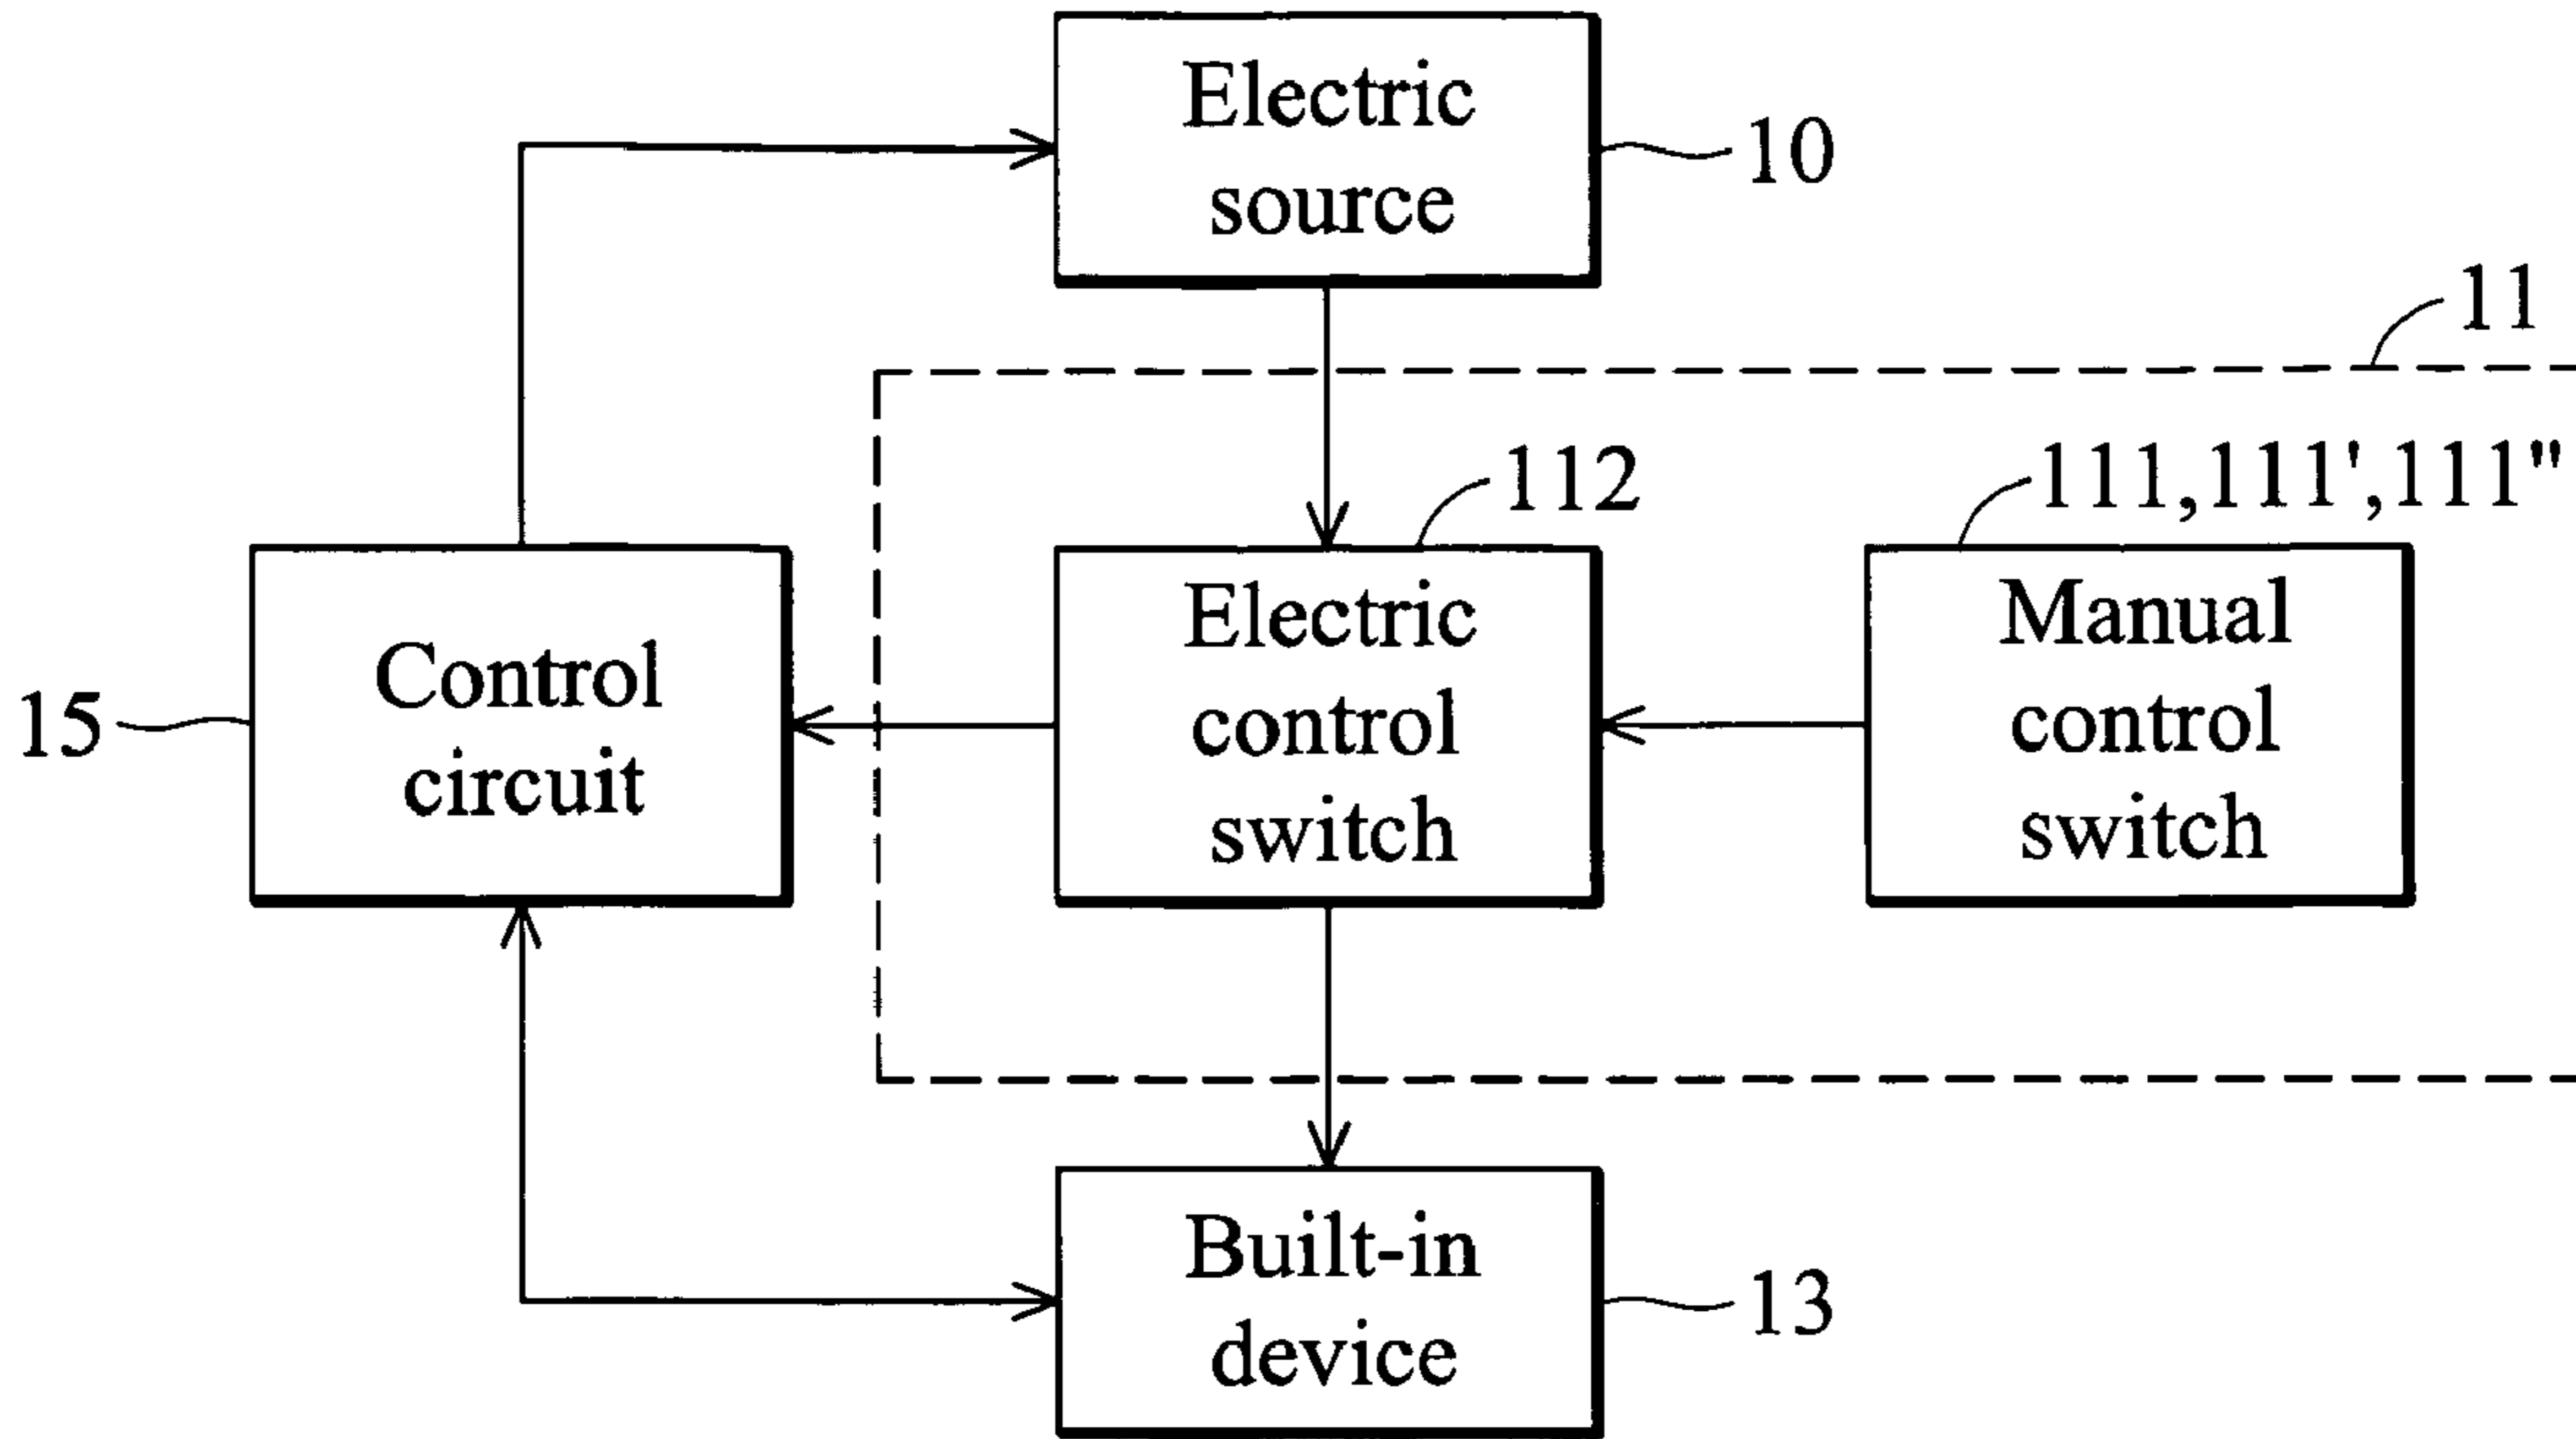 Electric
source
10
11
112
111,111',111"
Electric
control
switch
Manual
control
switch
Control
circuit
15
Built-in
device
13